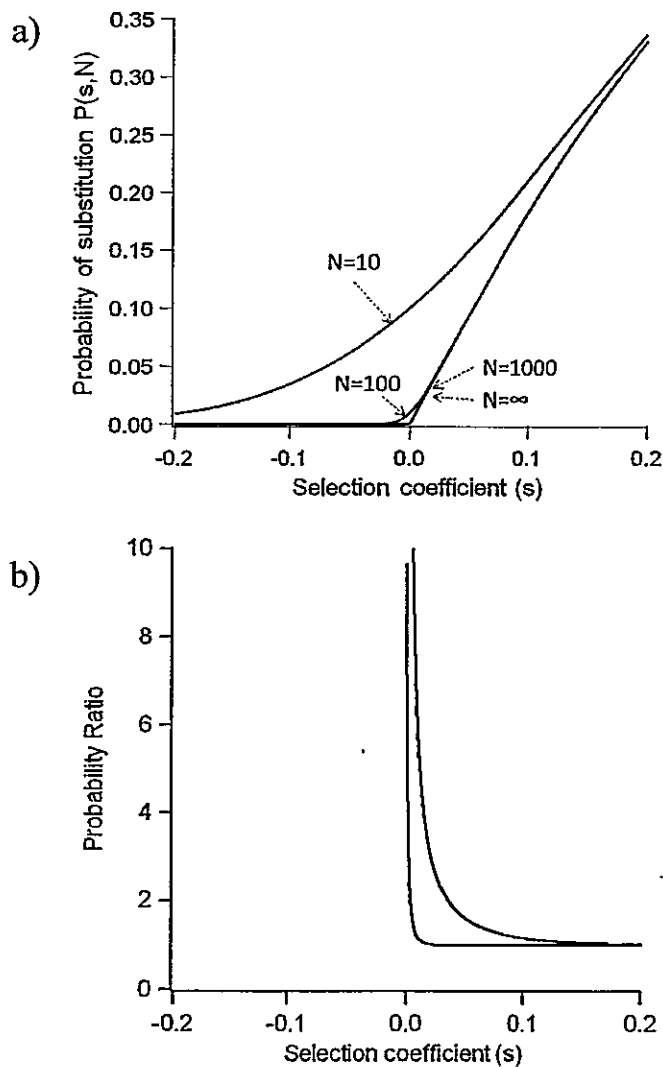 a)
Probability of substitution P(s,N)
0.35
0.30
0.25
0.20
0.15
0.10
0.05
0.00
N=10
N=100
N=1000
N=∞
-0.2
-0.1
0.0
0.1
0.2
Selection coefficient (s)
b)
Probability Ratio
10
8
6
4
2
0
-0.2
-0.1
0.0
0.1
0.2
Selection coefficient (s)